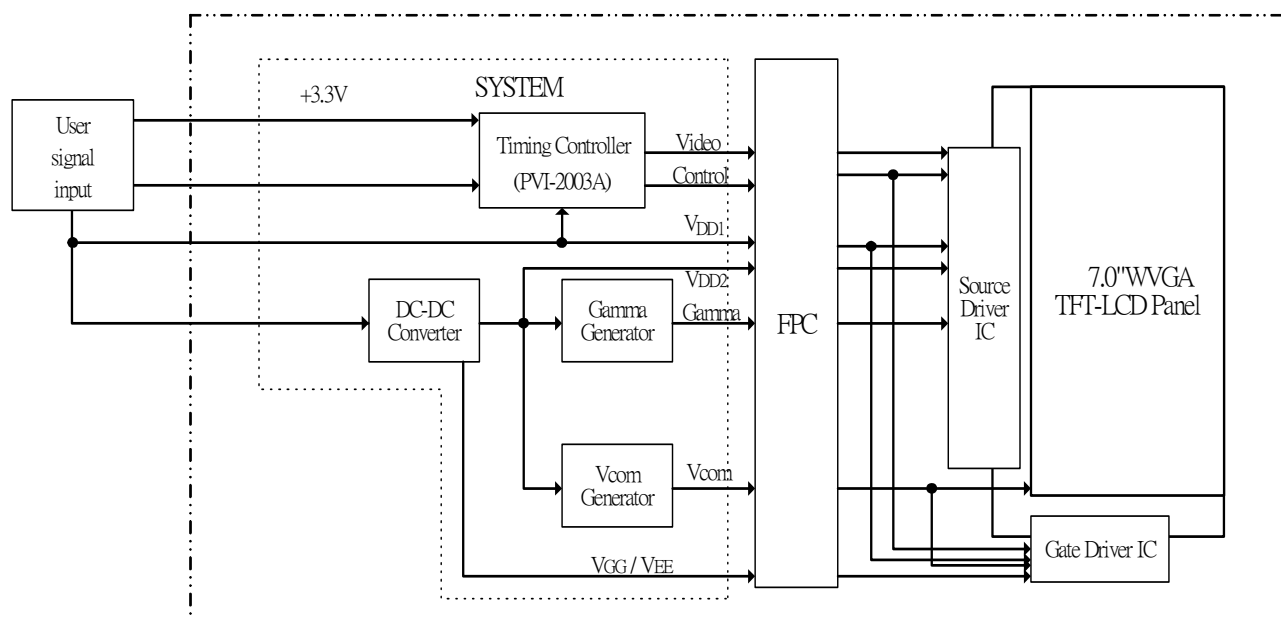 SYSTEM
+3.3V
User
signal
input
Timing Controller
(PVI-2003A)
Video
Control
VDD1
VDD2
DC-DC
Converter
Gamma
Generator
Gamma
FPC
Source
Driver
IC
7.0"WVGA
TFT-LCD Panel
Vcom
Generator
Vcom
VGG / VEE
Gate Driver IC